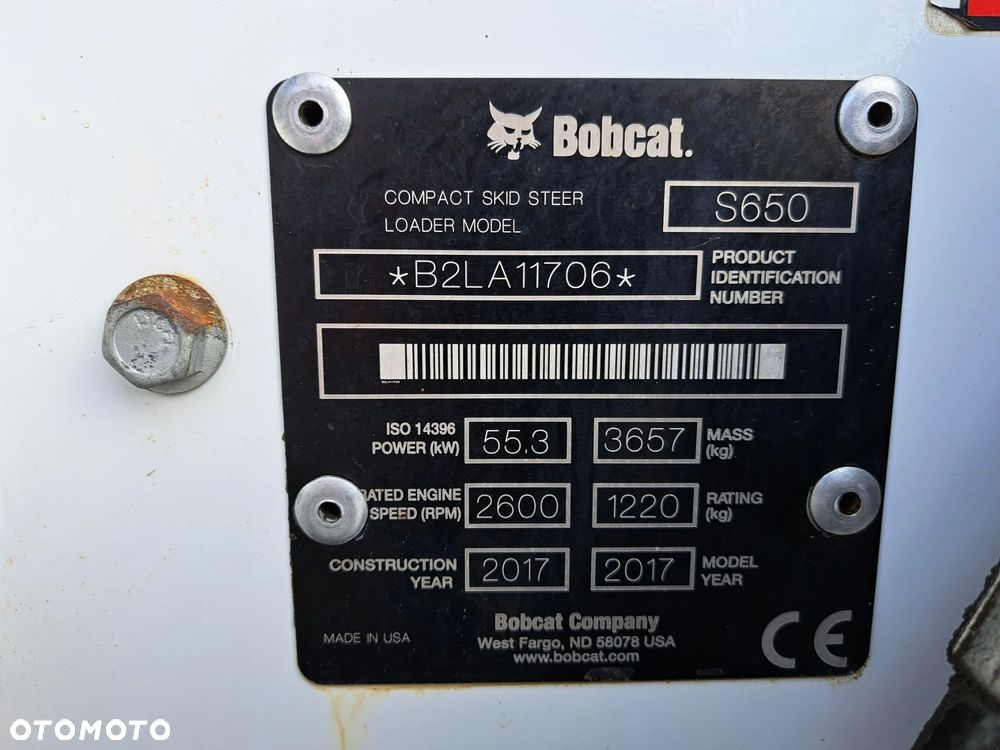 Bobcat.
COMPACT SKID STEER
LOADER MODEL
S650
*B2LA11706*
PRODUCT
IDENTIFICATION
NUMBER
ISO 14396
POWER (kW)
55.3
3657
MASS
(kg)
ENGINE
SPEED (RPM)
2600
1220
RATING
(kg)
CONSTRUCTION
YEAR
2017
2017
MODEL
YEAR
Bobcat Company
West Fargo, ND 58078 USA
www.bobcat.com
MADE IN USA
CE
OTOMOTO